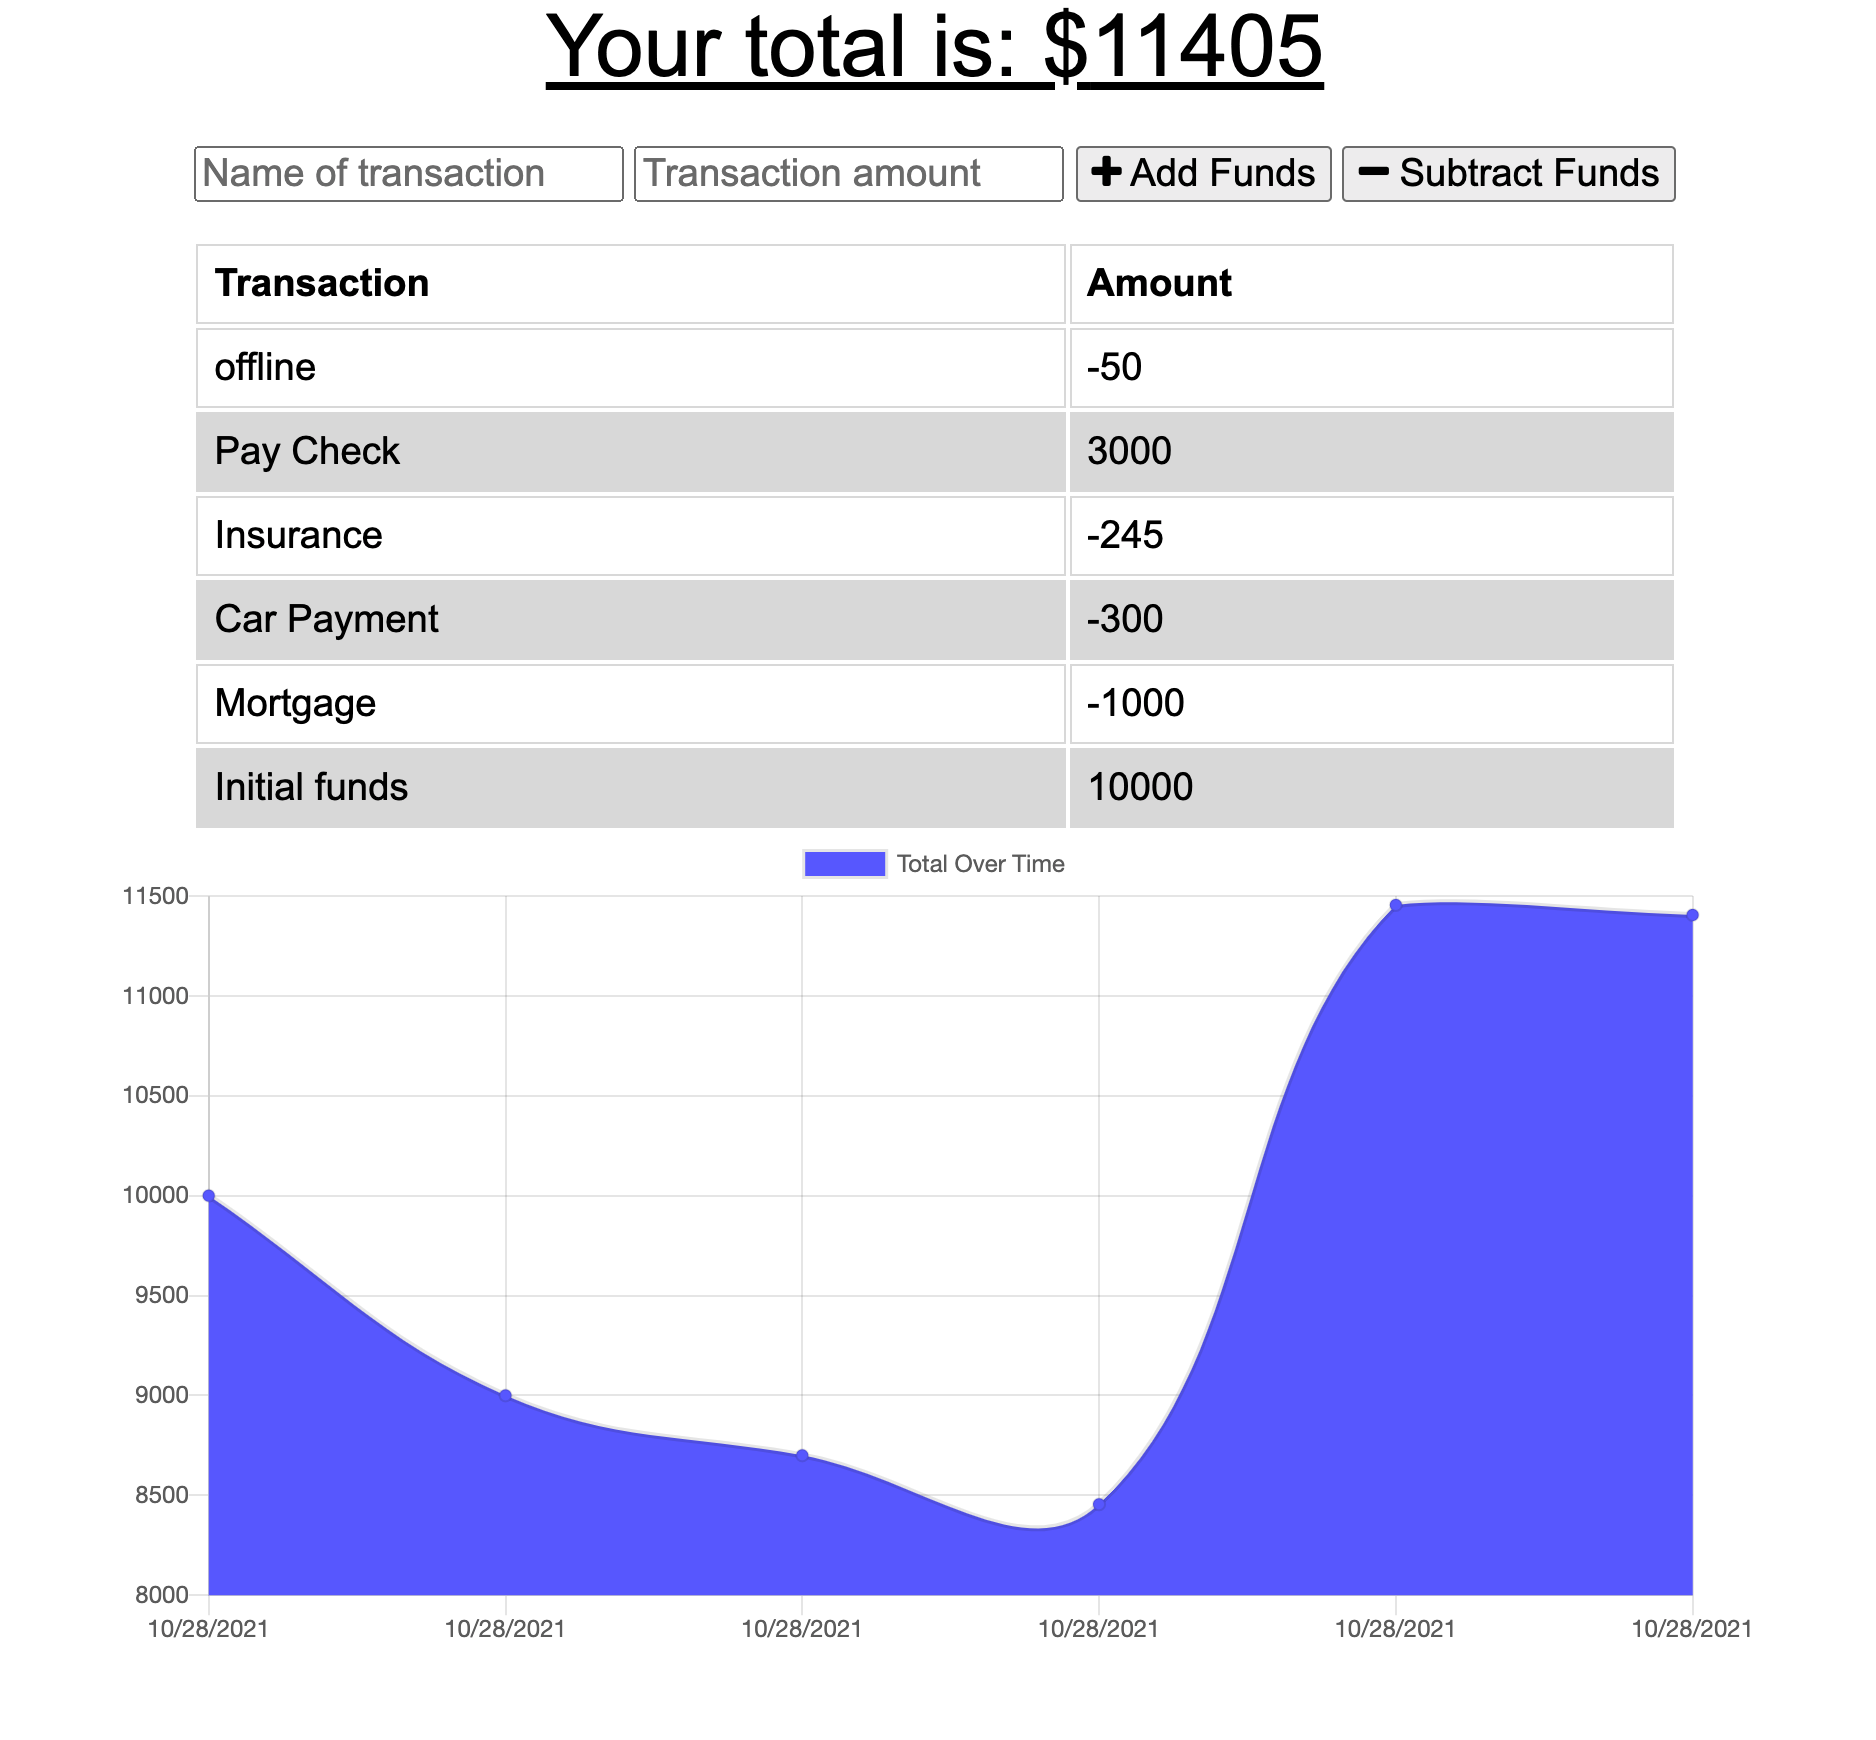 Your total is: $11405
Name of transaction Transaction amount Add Funds Subtract Funds
Transaction Amount
offline -50
Pay Check 3000
Insurance -245
Car Payment -300
Mortgage -1000
Initial funds 10000
Total Over Time
11500
11000
10500
10000
9500
9000
8500
8000
10/28/2021 10/28/2021 10/28/2021 10/28/2021 10/28/2021 10/28/2021